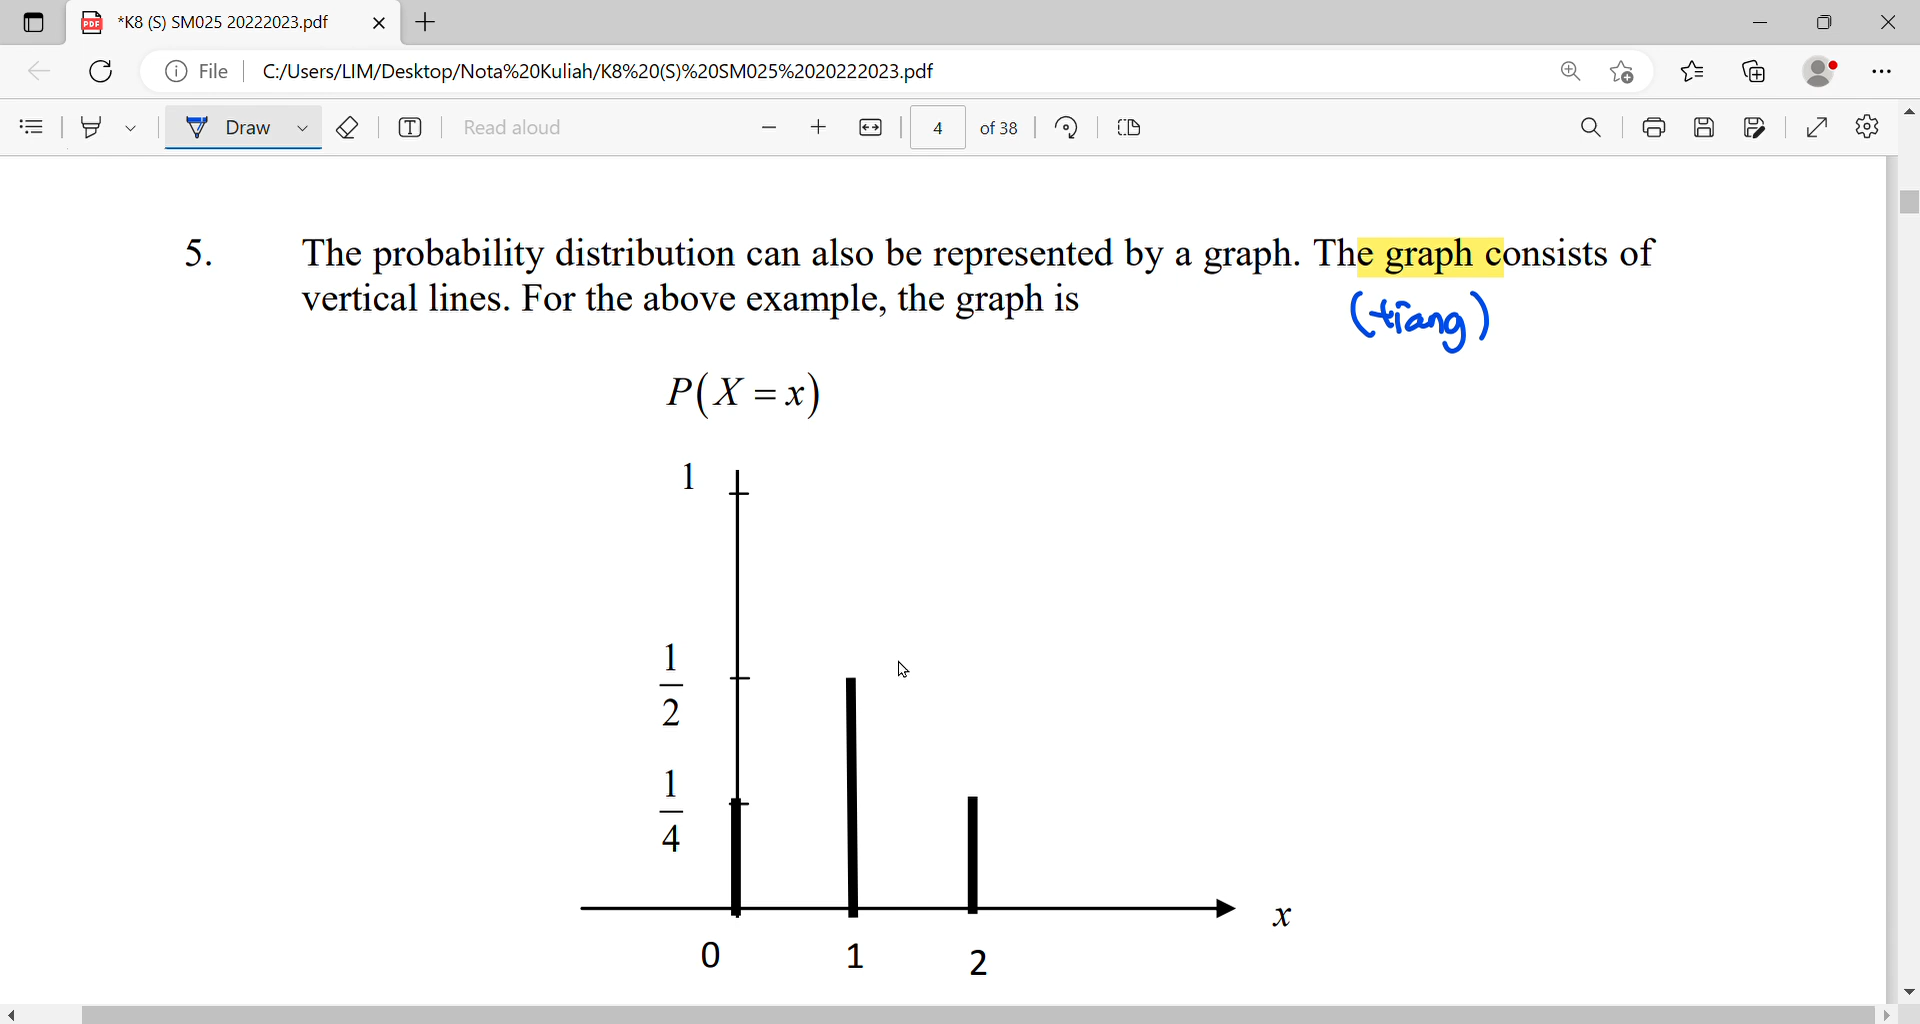 *K8 (S) SM025 20222023.pdf
File
C:/Users/LIM/Desktop/Nota%20Kuliah/K8%20(S)%20SM025%2020222023.pdf
Draw
Read aloud
4 of 38
5. The probability distribution can also be represented by a graph. The graph consists of
vertical lines. For the above example, the graph is
(tiang)
P(X = x)
1
1/2
1/4
x
0 1 2